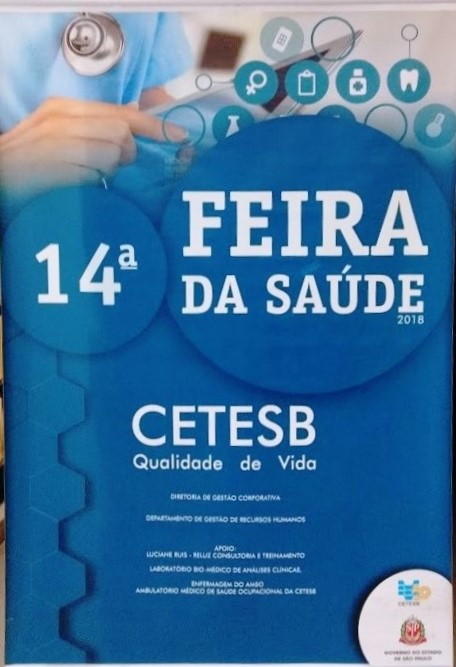 14ª
FEIRA
DA SAÚDE
2018
CETESB
Qualidade de Vida
DIRETORIA DE GESTÃO CORPORATIVA
DEPARTAMENTO DE GESTÃO DE RECURSOS HUMANOS
APOIO:
LUCIANE RUIS - RELUZ CONSULTORIA E TREINAMENTO
LABORATÓRIO BIO-MÉDICO DE ANÁLISES CLÍNICAS,
ENFERMAGEM DO AMSO
AMBULATÓRIO MÉDICO DE SAÚDE OCUPACIONAL DA CETESB
CETESB
GOVERNO DO ESTADO
DE SÃO PAULO